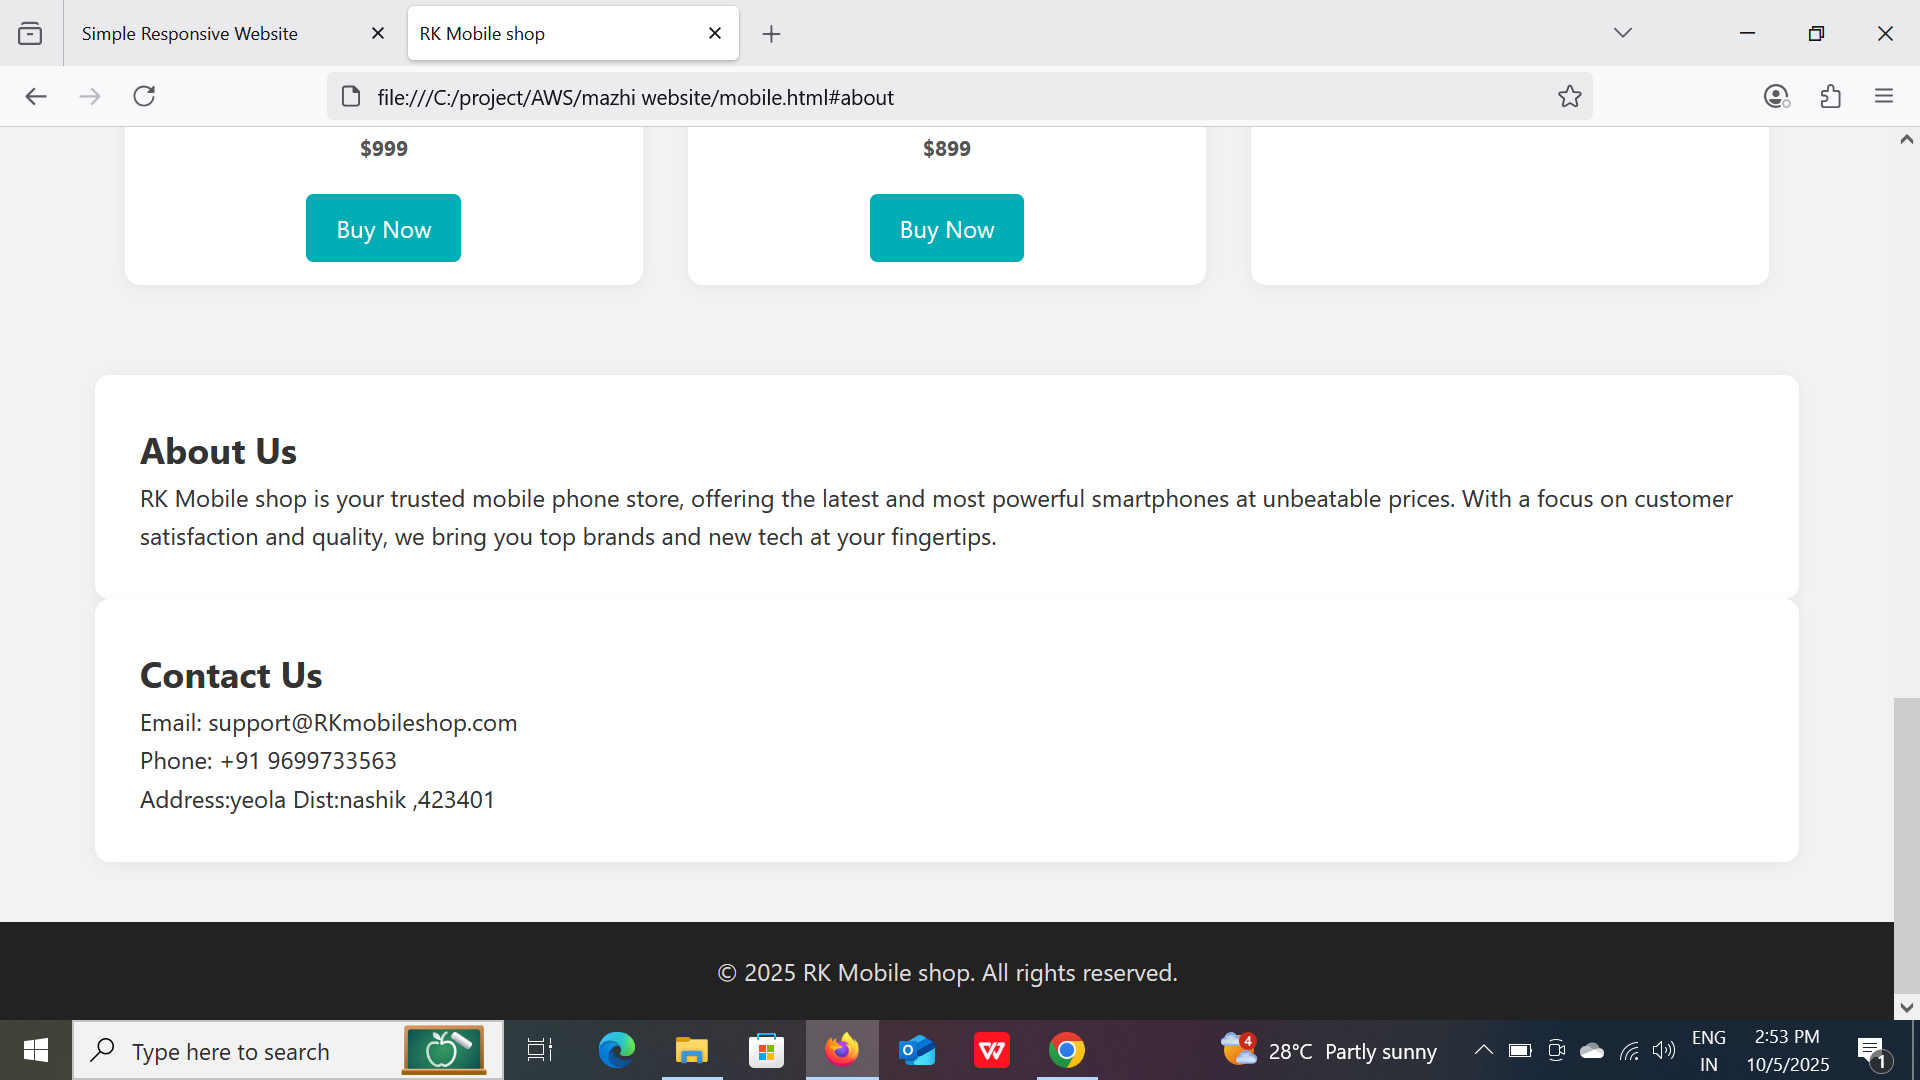 Simple Responsive Website
RK Mobile shop
file:///C:/project/AWS/mazhi website/mobile.html#about
$999
$899
Buy Now
Buy Now
About Us
RK Mobile shop is your trusted mobile phone store, offering the latest and most powerful smartphones at unbeatable prices. With a focus on customer
satisfaction and quality, we bring you top brands and new tech at your fingertips.
Contact Us
Email: support@RKmobileshop.com
Phone: +91 9699733563
Address:yeola Dist:nashik ,423401
© 2025 RK Mobile shop. All rights reserved.
Type here to search
4
28°C Partly sunny
ENG
IN
2:53 PM
10/5/2025
1